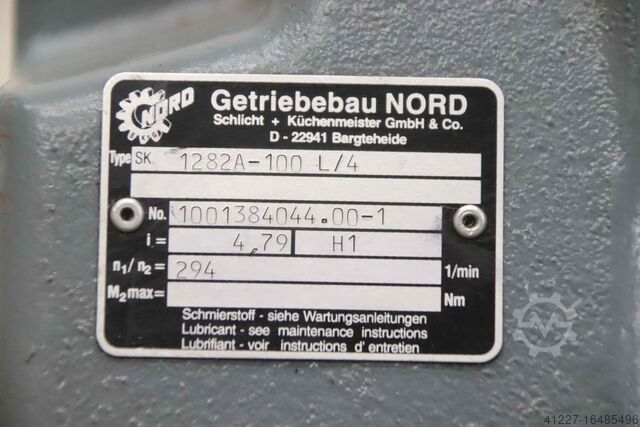 NORD
Getriebebau NORD
Schlicht + Küchenmeister GmbH & Co.
D - 22941 Bargteheide
Type SK 1282A-100 L/4
No. 1001384044.00-1
i = 4,79 H1
n1/n2= 294 1/min
M2max= Nm
Schmierstoff - siehe Wartungsanleitungen
Lubricant - see maintenance instructions
Lubrifiant - voir instructions d'entretien
41227-16485496